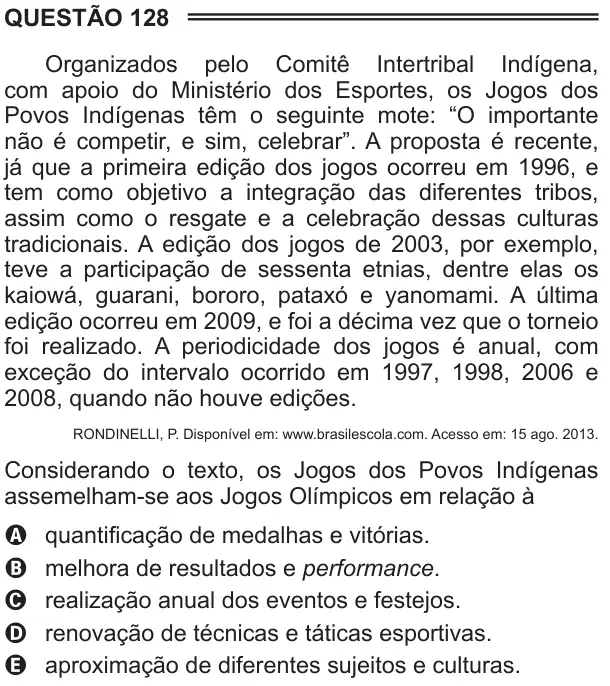 QUESTÃO 128
Organizados pelo Comitê Intertribal Indígena,
com apoio do Ministério dos Esportes, os Jogos dos
Povos Indígenas têm o seguinte mote: “O importante
não é competir, e sim, celebrar”. A proposta é recente,
já que a primeira edição dos jogos ocorreu em 1996, e
tem como objetivo a integração das diferentes tribos,
assim como o resgate e a celebração dessas culturas
tradicionais. A edição dos jogos de 2003, por exemplo,
teve a participação de sessenta etnias, dentre elas os
kaiowá, guarani, bororo, pataxó e yanomami. A última
edição ocorreu em 2009, e foi a décima vez que o torneio
foi realizado. A periodicidade dos jogos é anual, com
exceção do intervalo ocorrido em 1997, 1998, 2006 e
2008, quando não houve edições.
RONDINELLI, P. Disponível em: www.brasilescola.com. Acesso em: 15 ago. 2013.
Considerando o texto, os Jogos dos Povos Indígenas
assemelham-se aos Jogos Olímpicos em relação à
A quantificação de medalhas e vitórias.
B melhora de resultados e performance.
C realização anual dos eventos e festejos.
D renovação de técnicas e táticas esportivas.
E aproximação de diferentes sujeitos e culturas.